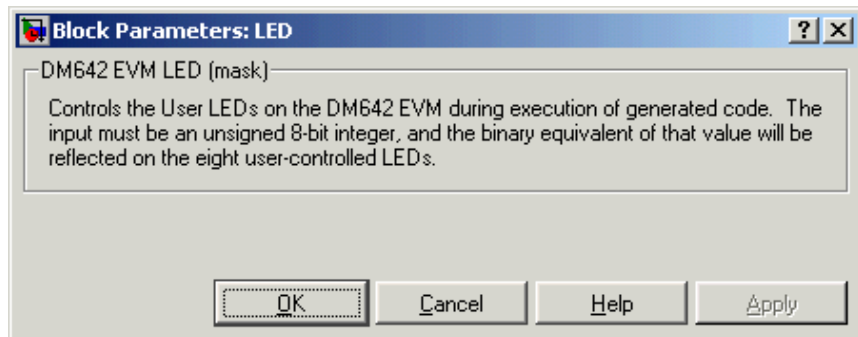 Block Parameters: LED
DM642 EVM LED (mask)
Controls the User LEDs on the DM642 EVM during execution of generated code. The
input must be an unsigned 8-bit integer, and the binary equivalent of that value will be
reflected on the eight user-controlled LEDs.
OK Cancel Help Apply